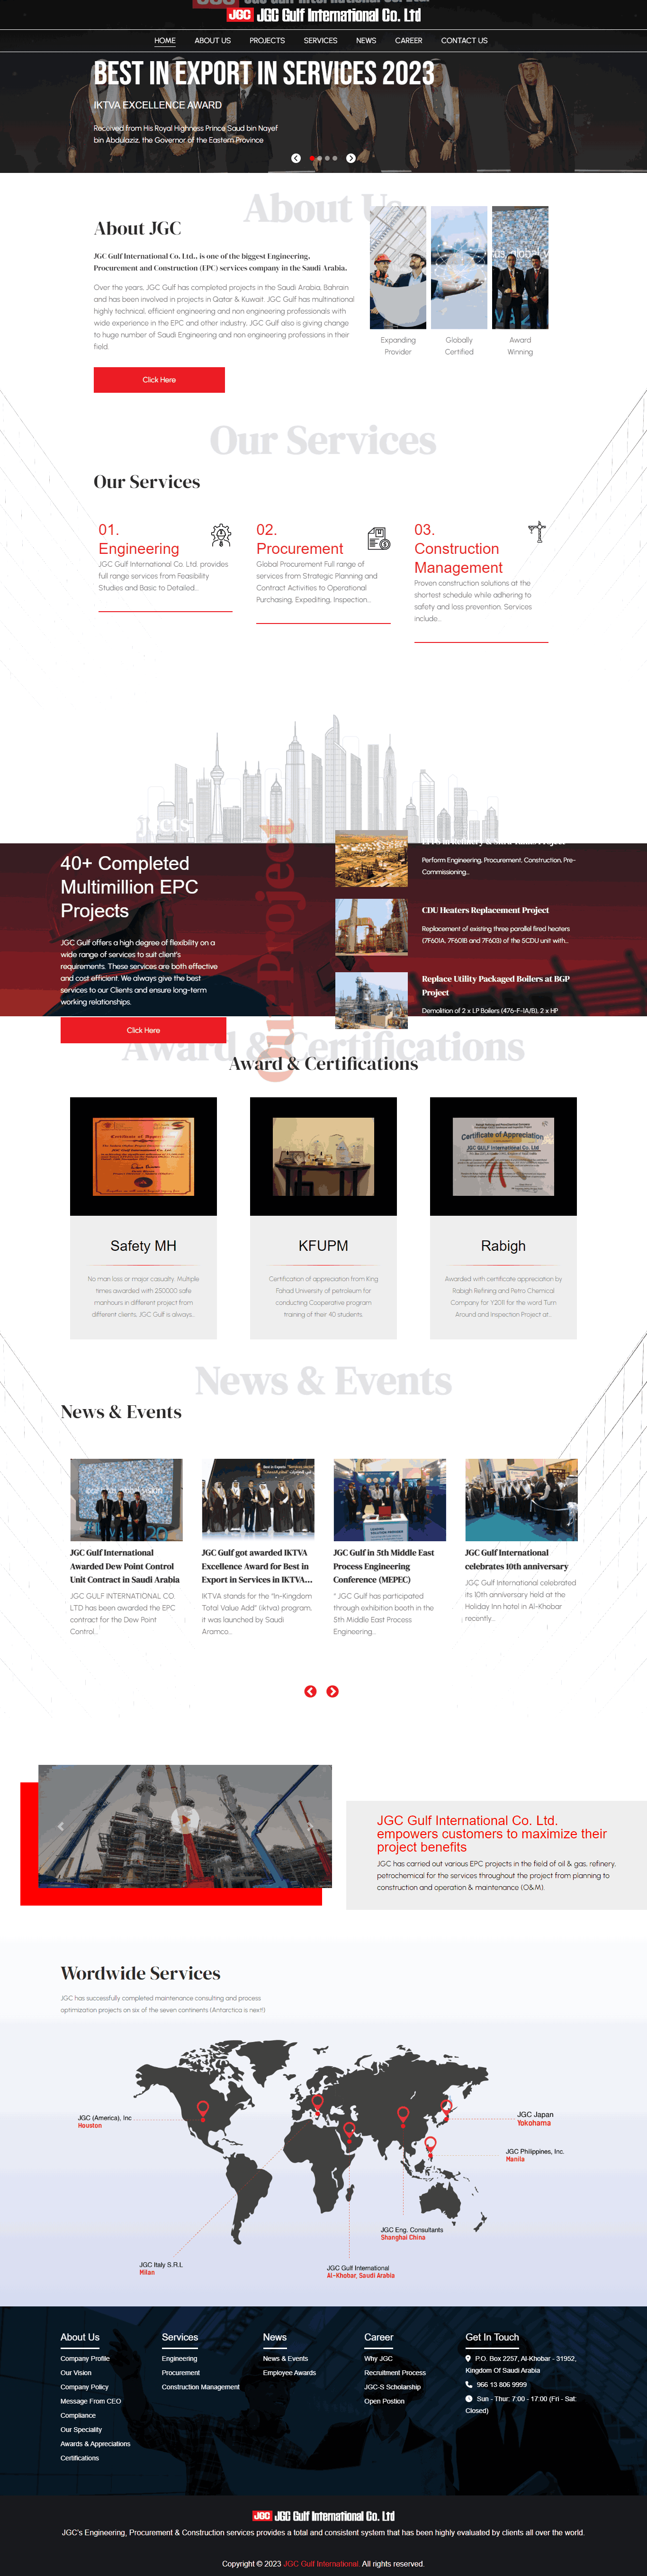 JGC JGC Gulf International Co. Ltd
HOME ABOUT US PROJECTS SERVICES NEWS CAREER CONTACT US
BEST IN EXPORT IN SERVICES 2023
IKTVA EXCELLENCE AWARD
Received from His Royal Highness Prince Saud bin Nayef
bin Abdulaziz, the Governor of the Eastern Province
About Us
About JGC
JGC Gulf International Co. Ltd., is one of the biggest Engineering,
Procurement and Construction (EPC) services company in the Saudi Arabia,
Over the years, JGC Gulf has completed projects in the Saudi Arabia, Bahrain
and has been involved in projects in Qatar & Kuwait. JGC Gulf has multinational
highly technical, efficient engineering and non engineering professionals with
wide experience in the EPC and other industry, JGC Gulf also is giving change
to huge number of Saudi Engineering and non engineering professions in their
field.
Click Here
Expanding
Provider
Globally
Certified
Award
Winning
Our Services
Our Services
01.
Engineering
JGC Gulf International Co. Ltd. provides
full range services from Feasibility
Studies and Basic to Detailed...
02.
Procurement
Global Procurement Full range of
services from Strategic Planning and
Contract Activities to Operational
Purchasing, Expediting, Inspection...
03.
Construction
Management
Proven construction solutions at the
shortest schedule while adhering to
safety and loss prevention. Services
include...
Our Project
40+ Completed
Multimillion EPC
Projects
JGC Gulf offers a high degree of flexibility on a
wide range of services to suit client's
requirements. These services are both effective
and cost efficient. We always give the best
services to our Clients and ensure long-term
working relationships.
Click Here
Perform Engineering, Procurement, Construction, Pre-
Commissioning...
CDU Heaters Replacement Project
Replacement of existing three parallel fired heaters
(7F601A, 7F601B and 7F603) of the 5CDU unit with...
Replace Utility Packaged Boilers at BGP
Project
Demolition of 2 x LP Boilers (476-F-1A/B), 2 x HP
Award & Certifications
Award & Certifications
Certificate of Appreciation
JGC GULF International Co. Ltd
Safety MH
No man loss or major casualty. Multiple
times awarded with 250000 safe
manhours in different project from
different clients, JGC Gulf is always...
KFUPM
Certification of appreciation from King
Fahad University of petroleum for
conducting Cooperative program
training of their 40 students.
Rabigh
Awarded with certificate appreciation by
Rabigh Refining and Petro Chemical
Company for Y2011 for the word Turn
Around and Inspection Project at...
News & Events
News & Events
JGC Gulf International
Awarded Dew Point Control
Unit Contract in Saudi Arabia
JGC GULF INTERNATIONAL CO.
LTD has been awarded the EPC
contract for the Dew Point
Control...
JGC Gulf got awarded IKTVA
Excellence Award for Best in
Export in Services in IKTVA...
IKTVA stands for the "In-Kingdom
Total Value Add" (iktva) program,
it was launched by Saudi
Aramco...
JGC Gulf in 5th Middle East
Process Engineering
Conference (MEPEC)
" JGC Gulf has participated
through exhibition booth in the
5th Middle East Process
Engineering...
JGC Gulf International
celebrates 10th anniversary
JGC Gulf International celebrated
its 10th anniversary held at the
Holiday Inn hotel in Al-Khobar
recently...
JGC Gulf International Co. Ltd.
empowers customers to maximize their
project benefits
JGC has carried out various EPC projects in the field of oil & gas, refinery,
petrochemical for the services throughout the project from planning to
construction and operation & maintenance (O&M).
Wordwide Services
JGC has successfully completed maintenance consulting and process
optimization projects on six of the seven continents (Antarctica is next!)
JGC (America), Inc
Houston
JGC Japan
Yokohama
JGC Philippines, Inc.
Manila
JGC Eng. Consultants
Shanghai China
JGC Italy S.R.L
Milan
JGC Gulf International
Al-Khobar, Saudi Arabia
About Us
Company Profile
Our Vision
Company Policy
Message From CEO
Compliance
Our Speciality
Awards & Appreciations
Certifications
Services
Engineering
Procurement
Construction Management
News
News & Events
Employee Awards
Career
Why JGC
Recruitment Process
JGC-S Scholarship
Open Postion
Get In Touch
P.O. Box 2257, Al-Khobar - 31952,
Kingdom Of Saudi Arabia
966 13 806 9999
Sun - Thur: 7:00 - 17:00 (Fri - Sat:
Closed)
JGC JGC Gulf International Co. Ltd
JGC's Engineering, Procurement & Construction services provides a total and consistent system that has been highly evaluated by clients all over the world.
Copyright © 2023 JGC Gulf International. All rights reserved.